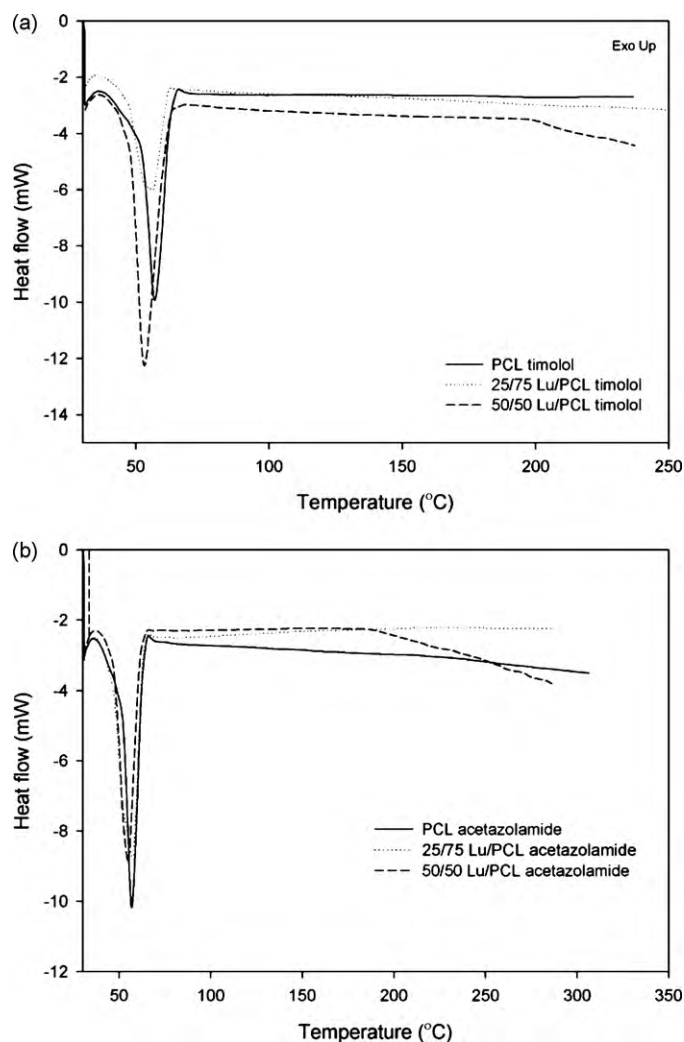 (a)
0
-2
-4
-6
-8
-10
-12
-14
Heat flow (mW)
Exo Up
PCL timolol
25/75 Lu/PCL timolol
50/50 Lu/PCL timolol
50 100 150 200 250
Temperature (°C)
(b)
0
-2
-4
-6
-8
-10
-12
Heat flow (mW)
PCL acetazolamide
25/75 Lu/PCL acetazolamide
50/50 Lu/PCL acetazolamide
50 100 150 200 250 300 350
Temperature (°C)